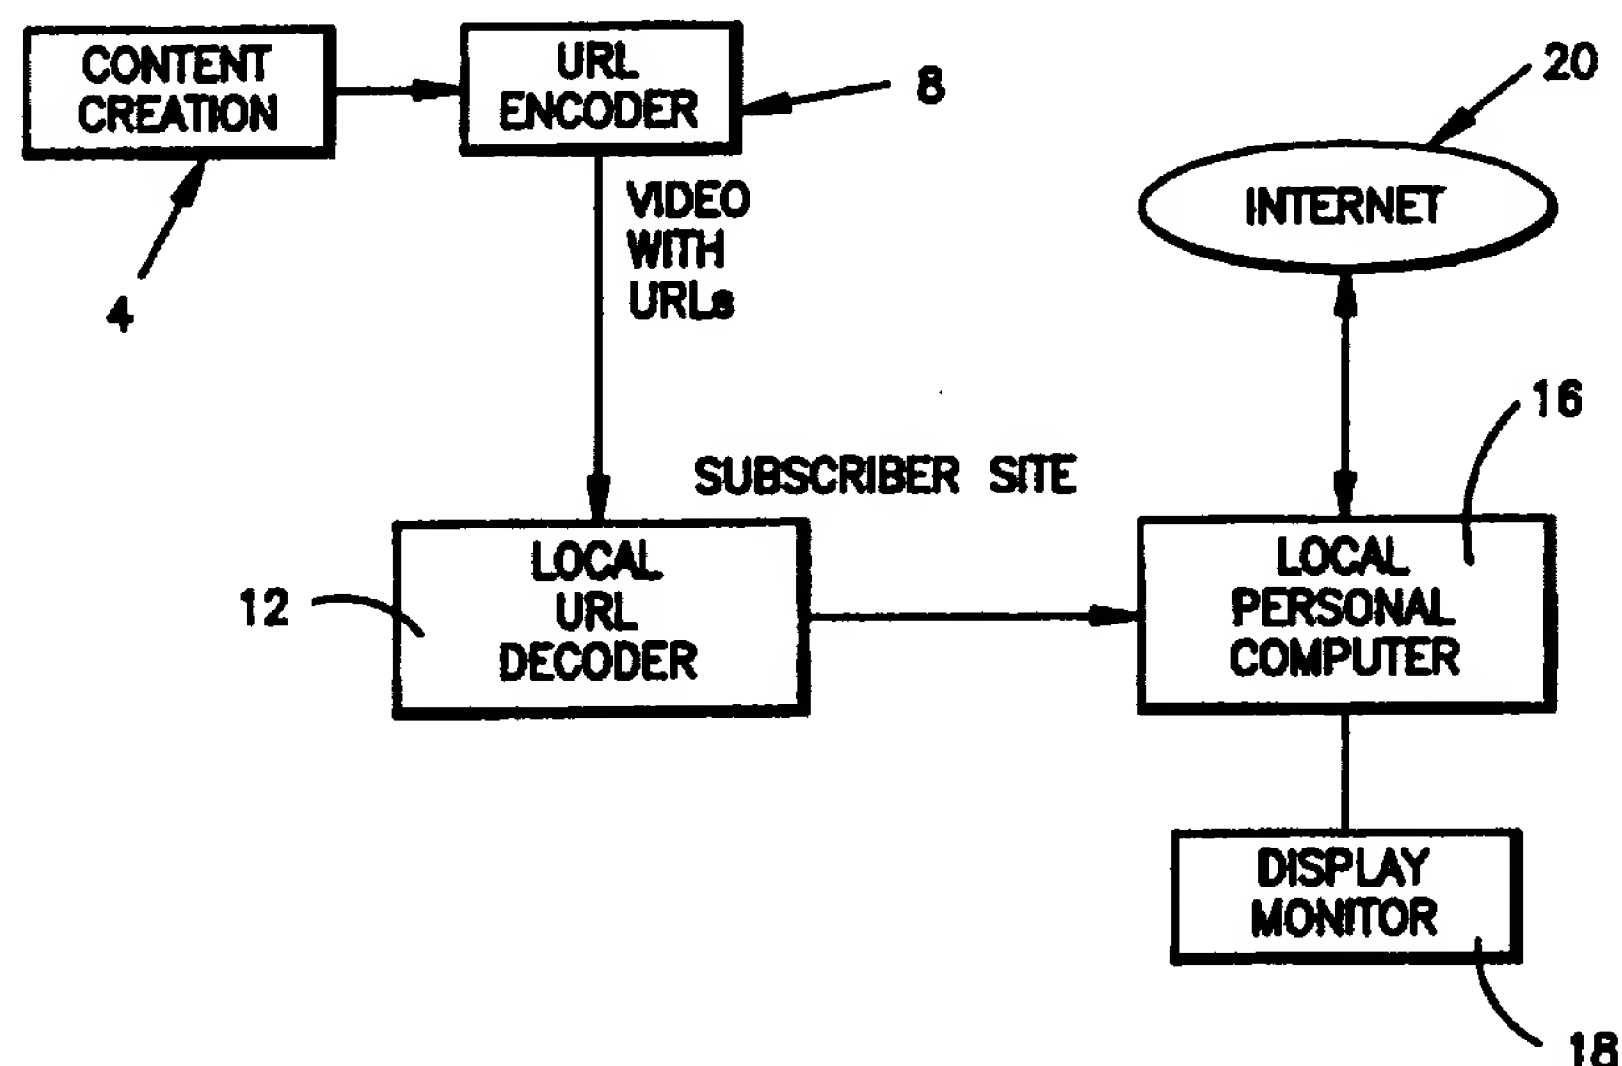 CONTENT
CREATION
URL
ENCODER
8
20
INTERNET
VIDEO
WITH
URLs
4
16
SUBSCRIBER SITE
LOCAL
URL
DECODER
12
LOCAL
PERSONAL
COMPUTER
DISPLAY
MONITOR
18